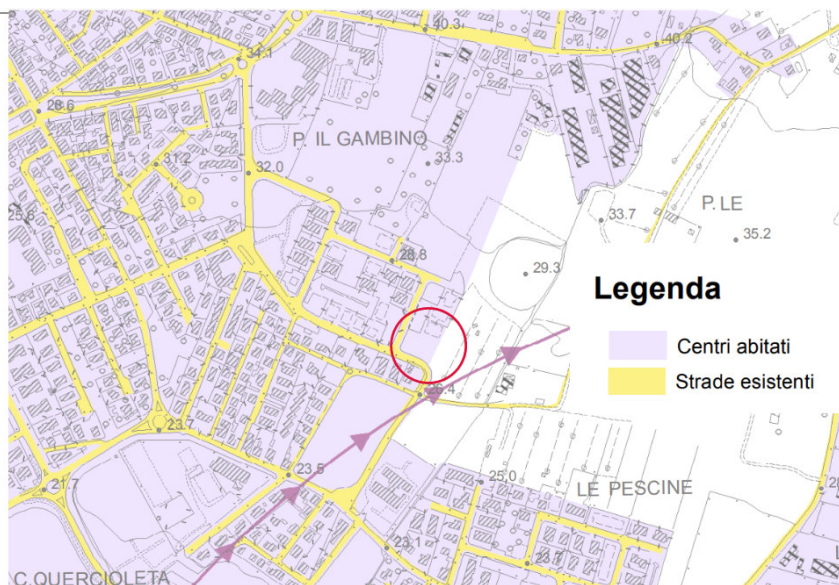 40.3
40.2
34.1
28.6
P. IL GAMBINO
31.2
33.3
32.0
P. LE
33.7
35.2
28.8
29.3
Legenda
Centri abitati
Strade esistenti
26.4
23.7
23.5
25.0
21.7
LE PESCINE
23.1
C. QUERCIOLETA